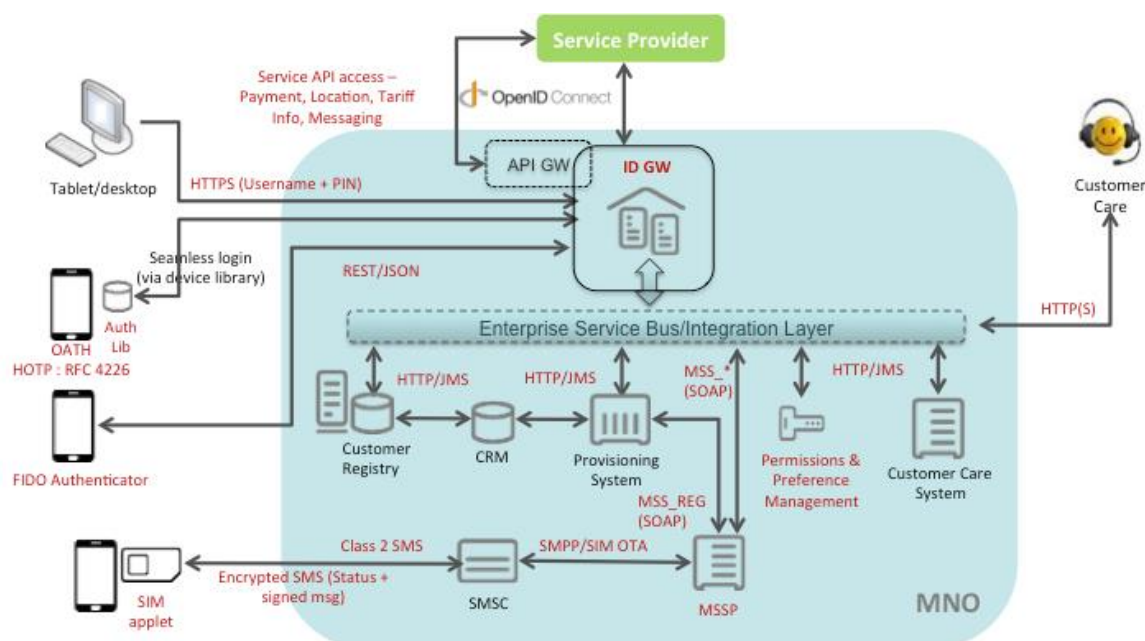 Service Provider
Service API access –
Payment, Location, Tariff
Info, Messaging
OpenID Connect
API GW
ID GW
Tablet/desktop
HTTPS (Username + PIN)
Customer
Care
Seamless login
(via device library)
REST/JSON
HTTP(S)
Auth
Lib
OATH
HOTP : RFC 4226
Enterprise Service Bus/Integration Layer
HTTP/JMS
HTTP/JMS
MSS_*
(SOAP)
HTTP/JMS
Customer
Registry
CRM
Provisioning
System
Permissions &
Preference
Management
Customer Care
System
FIDO Authenticator
MSS_REG
(SOAP)
Class 2 SMS
SMPP/SIM OTA
Encrypted SMS (Status +
signed msg)
SIM
applet
SMSC
MSSP
MNO